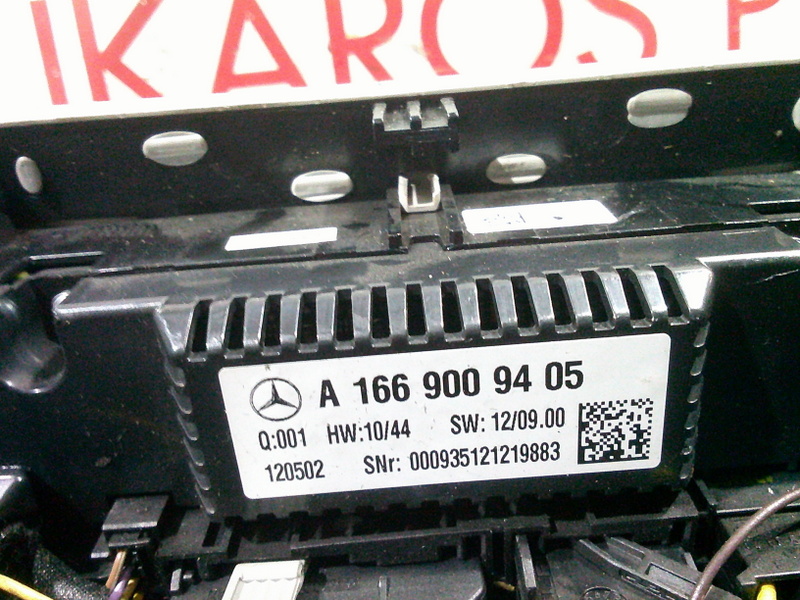 IKAROS P
A 166 900 94 05
Q:001 HW:10/44 SW: 12/09.00
120502 SNr: 000935121219883